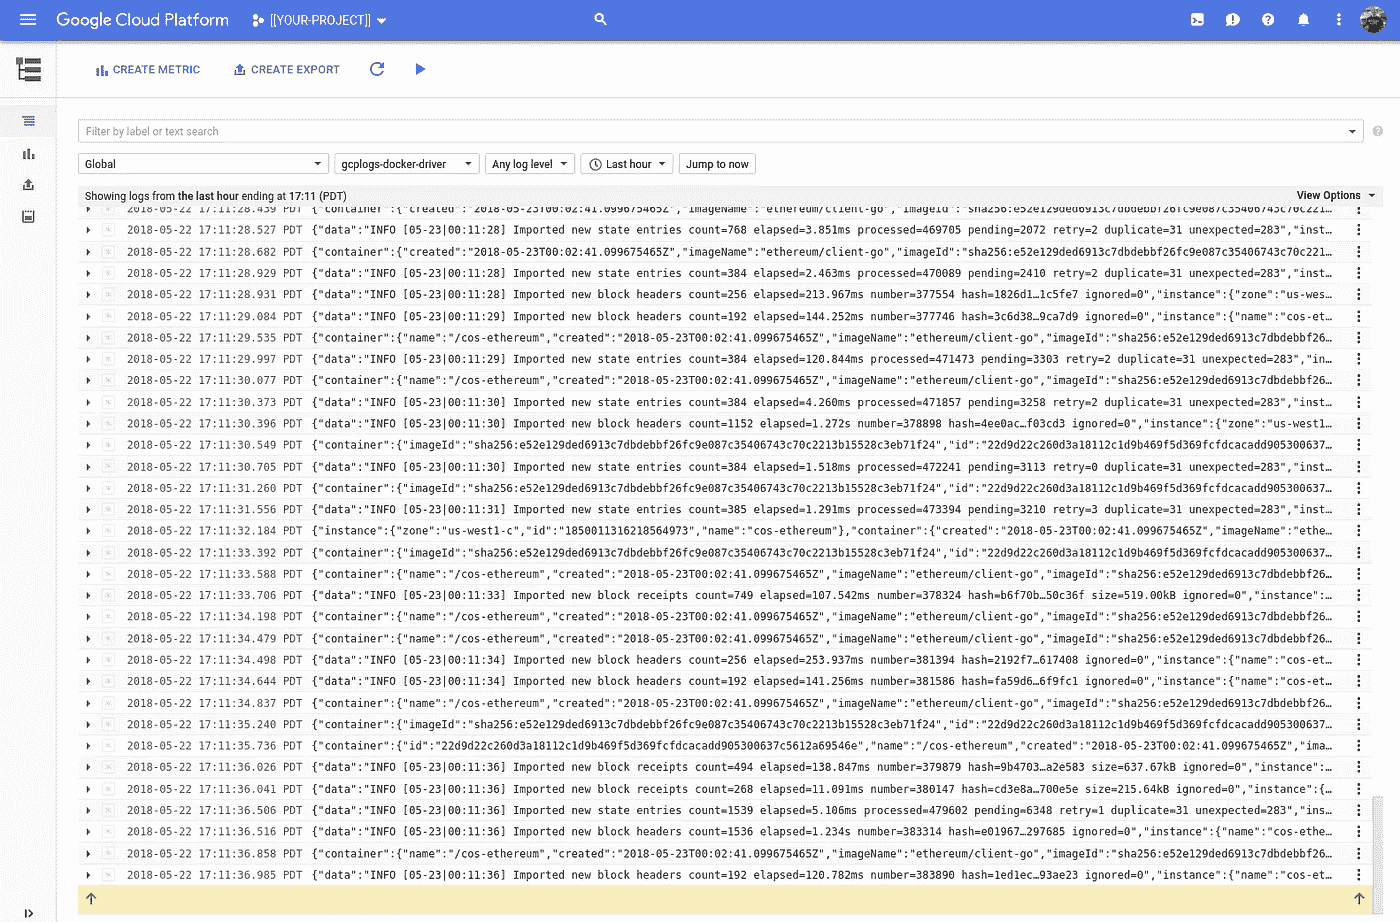 Google Cloud Platform [[YOUR-PROJECT]]
CREATE METRIC CREATE EXPORT
Filter by label or text search
Global gcplogs-docker-driver Any log level Last hour Jump to now
Showing logs from the last hour ending at 17:11 (PDT) View Options
2018-05-22 17:11:28.439 PDT {"container":{"created":"2018-05-23T00:02:41.099675465Z","imageName":"ethereum/client-go","imageId":"sha256:e52e129ded6913c7dbdebbf26fc9e087c35406743c70c221…
2018-05-22 17:11:28.527 PDT {"data":"INFO [05-23|00:11:28] Imported new state entries count=768 elapsed=3.851ms processed=469705 pending=2072 retry=2 duplicate=31 unexpected=283","inst…
2018-05-22 17:11:28.682 PDT {"container":{"created":"2018-05-23T00:02:41.099675465Z","imageName":"ethereum/client-go","imageId":"sha256:e52e129ded6913c7dbdebbf26fc9e087c35406743c70c221…
2018-05-22 17:11:28.929 PDT {"data":"INFO [05-23|00:11:28] Imported new state entries count=384 elapsed=2.463ms processed=470089 pending=2410 retry=2 duplicate=31 unexpected=283","inst…
2018-05-22 17:11:28.931 PDT {"data":"INFO [05-23|00:11:28] Imported new block headers count=256 elapsed=213.967ms number=377554 hash=1826d1…1c5fe7 ignored=0","instance":{"zone":"us-wes…
2018-05-22 17:11:29.084 PDT {"data":"INFO [05-23|00:11:29] Imported new block headers count=192 elapsed=144.252ms number=377746 hash=3c6d38…9ca7d9 ignored=0","instance":{"name":"cos-et…
2018-05-22 17:11:29.535 PDT {"container":{"name":"/cos-ethereum","created":"2018-05-23T00:02:41.099675465Z","imageName":"ethereum/client-go","imageId":"sha256:e52e129ded6913c7dbdebbf26…
2018-05-22 17:11:29.997 PDT {"data":"INFO [05-23|00:11:29] Imported new state entries count=384 elapsed=120.844ms processed=471473 pending=3303 retry=2 duplicate=31 unexpected=283","in…
2018-05-22 17:11:30.077 PDT {"container":{"name":"/cos-ethereum","created":"2018-05-23T00:02:41.099675465Z","imageName":"ethereum/client-go","imageId":"sha256:e52e129ded6913c7dbdebbf26…
2018-05-22 17:11:30.373 PDT {"data":"INFO [05-23|00:11:30] Imported new state entries count=384 elapsed=4.260ms processed=471857 pending=3258 retry=2 duplicate=31 unexpected=283","inst…
2018-05-22 17:11:30.396 PDT {"data":"INFO [05-23|00:11:30] Imported new block headers count=1152 elapsed=1.272s number=378898 hash=4ee0ac…f03cd3 ignored=0","instance":{"zone":"us-west1…
2018-05-22 17:11:30.549 PDT {"container":{"imageId":"sha256:e52e129ded6913c7dbdebbf26fc9e087c35406743c70c2213b15528c3eb71f24","id":"22d9d22c260d3a18112c1d9b469f5d369fcfdcacadd905300637…
2018-05-22 17:11:30.705 PDT {"data":"INFO [05-23|00:11:30] Imported new state entries count=384 elapsed=1.518ms processed=472241 pending=3113 retry=0 duplicate=31 unexpected=283","inst…
2018-05-22 17:11:31.260 PDT {"container":{"imageId":"sha256:e52e129ded6913c7dbdebbf26fc9e087c35406743c70c2213b15528c3eb71f24","id":"22d9d22c260d3a18112c1d9b469f5d369fcfdcacadd905300637…
2018-05-22 17:11:31.556 PDT {"data":"INFO [05-23|00:11:31] Imported new state entries count=385 elapsed=1.291ms processed=473394 pending=3210 retry=3 duplicate=31 unexpected=283","inst…
2018-05-22 17:11:32.184 PDT {"instance":{"zone":"us-west1-c","id":"1850011316218564973","name":"cos-ethereum"},"container":{"created":"2018-05-23T00:02:41.099675465Z","imageName":"ethe…
2018-05-22 17:11:33.392 PDT {"container":{"imageId":"sha256:e52e129ded6913c7dbdebbf26fc9e087c35406743c70c2213b15528c3eb71f24","id":"22d9d22c260d3a18112c1d9b469f5d369fcfdcacadd905300637…
2018-05-22 17:11:33.588 PDT {"container":{"name":"/cos-ethereum","created":"2018-05-23T00:02:41.099675465Z","imageName":"ethereum/client-go","imageId":"sha256:e52e129ded6913c7dbdebbf26…
2018-05-22 17:11:33.706 PDT {"data":"INFO [05-23|00:11:33] Imported new block receipts count=749 elapsed=107.542ms number=378324 hash=b6f70b…50c36f size=519.00kB ignored=0","instance":…
2018-05-22 17:11:34.198 PDT {"container":{"name":"/cos-ethereum","created":"2018-05-23T00:02:41.099675465Z","imageName":"ethereum/client-go","imageId":"sha256:e52e129ded6913c7dbdebbf26…
2018-05-22 17:11:34.479 PDT {"container":{"name":"/cos-ethereum","created":"2018-05-23T00:02:41.099675465Z","imageName":"ethereum/client-go","imageId":"sha256:e52e129ded6913c7dbdebbf26…
2018-05-22 17:11:34.498 PDT {"data":"INFO [05-23|00:11:34] Imported new block headers count=256 elapsed=253.937ms number=381394 hash=2192f7…617408 ignored=0","instance":{"name":"cos-et…
2018-05-22 17:11:34.644 PDT {"data":"INFO [05-23|00:11:34] Imported new block headers count=192 elapsed=141.256ms number=381586 hash=fa59d6…6f9fc1 ignored=0","instance":{"name":"cos-et…
2018-05-22 17:11:34.837 PDT {"container":{"name":"/cos-ethereum","created":"2018-05-23T00:02:41.099675465Z","imageName":"ethereum/client-go","imageId":"sha256:e52e129ded6913c7dbdebbf26…
2018-05-22 17:11:35.240 PDT {"container":{"imageId":"sha256:e52e129ded6913c7dbdebbf26fc9e087c35406743c70c2213b15528c3eb71f24","id":"22d9d22c260d3a18112c1d9b469f5d369fcfdcacadd905300637…
2018-05-22 17:11:35.736 PDT {"container":{"id":"22d9d22c260d3a18112c1d9b469f5d369fcfdcacadd905300637c5612a69546e","name":"/cos-ethereum","created":"2018-05-23T00:02:41.099675465Z","ima…
2018-05-22 17:11:36.026 PDT {"data":"INFO [05-23|00:11:36] Imported new block receipts count=494 elapsed=138.847ms number=379879 hash=9b4703…a2e583 size=637.67kB ignored=0","instance":…
2018-05-22 17:11:36.041 PDT {"data":"INFO [05-23|00:11:36] Imported new block receipts count=268 elapsed=11.091ms number=380147 hash=cd3e8a…700e5e size=215.64kB ignored=0","instance":{…
2018-05-22 17:11:36.506 PDT {"data":"INFO [05-23|00:11:36] Imported new state entries count=1539 elapsed=5.106ms processed=479602 pending=6348 retry=1 duplicate=31 unexpected=283","ins…
2018-05-22 17:11:36.516 PDT {"data":"INFO [05-23|00:11:36] Imported new block headers count=1536 elapsed=1.234s number=383314 hash=e01967…297685 ignored=0","instance":{"name":"cos-ethe…
2018-05-22 17:11:36.858 PDT {"container":{"name":"/cos-ethereum","created":"2018-05-23T00:02:41.099675465Z","imageName":"ethereum/client-go","imageId":"sha256:e52e129ded6913c7dbdebbf26…
2018-05-22 17:11:36.985 PDT {"data":"INFO [05-23|00:11:36] Imported new block headers count=192 elapsed=120.782ms number=383890 hash=1ed1ec…93ae23 ignored=0","instance":{"name":"cos-et…